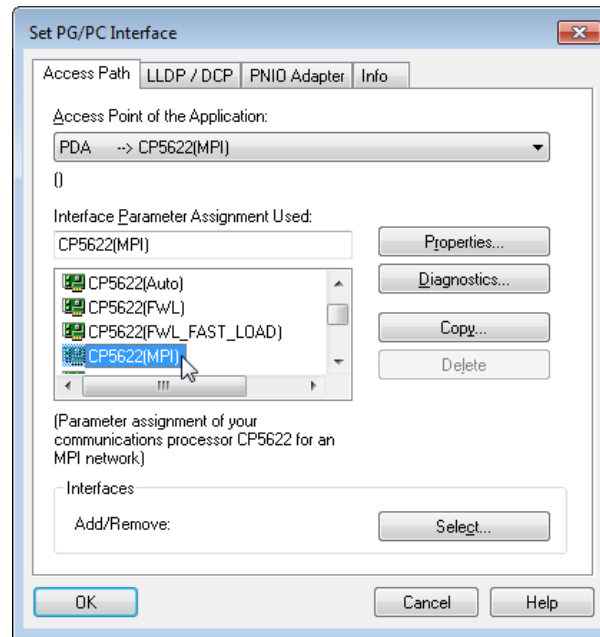 Set PG/PC Interface
Access Path LLDP / DCP PNIO Adapter Info
Access Point of the Application:
PDA --> CP5622(MPI)
()
Interface Parameter Assignment Used:
CP5622(MPI)
Properties...
CP5622(Auto)
Diagnostics...
CP5622(FWL)
CP5622(FWL_FAST_LOAD)
Copy...
CP5622(MPI)
Delete
(Parameter assignment of your
communications processor CP5622 for an
MPI network)
Interfaces
Add/Remove:
Select...
OK Cancel Help